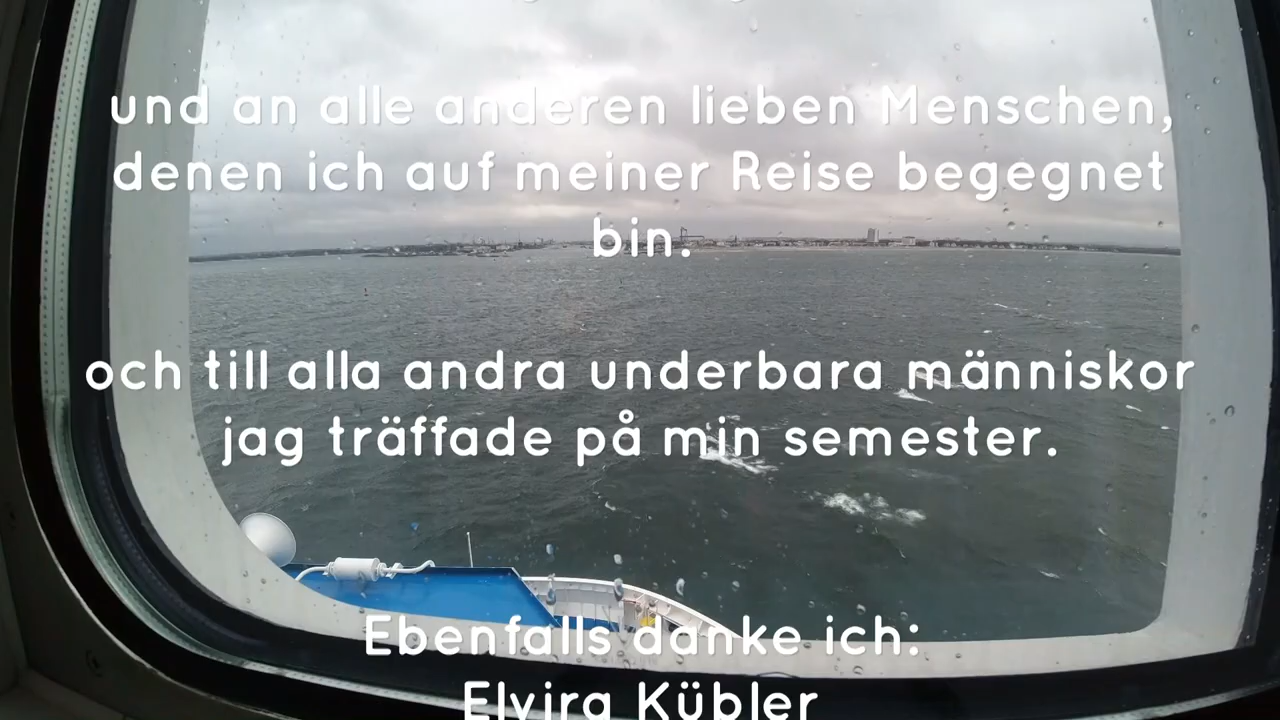 und an alle anderen lieben Menschen,
denen ich auf meiner Reise begegnet
bin.
och till alla andra underbara människor
jag träffade på min semester.
Ebenfalls danke ich:
Elvira Kübler